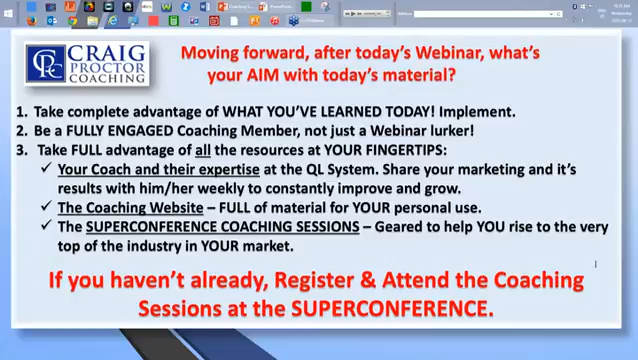 CRAIG
PROCTOR
COACHING
Moving forward, after today's Webinar, what's
your AIM with today's material?
1. Take complete advantage of WHAT YOU'VE LEARNED TODAY! Implement.
2. Be a FULLY ENGAGED Coaching Member, not just a Webinar lurker!
3. Take FULL advantage of all the resources at YOUR FINGERTIPS:
✓ Your Coach and their expertise at the QL System. Share your marketing and it's
results with him/her weekly to constantly improve and grow.
✓ The Coaching Website – FULL of material for YOUR personal use.
✓ The SUPERCONFERENCE COACHING SESSIONS – Geared to help YOU rise to the very
top of the industry in YOUR market.
If you haven't already, Register & Attend the Coaching
Sessions at the SUPERCONFERENCE.